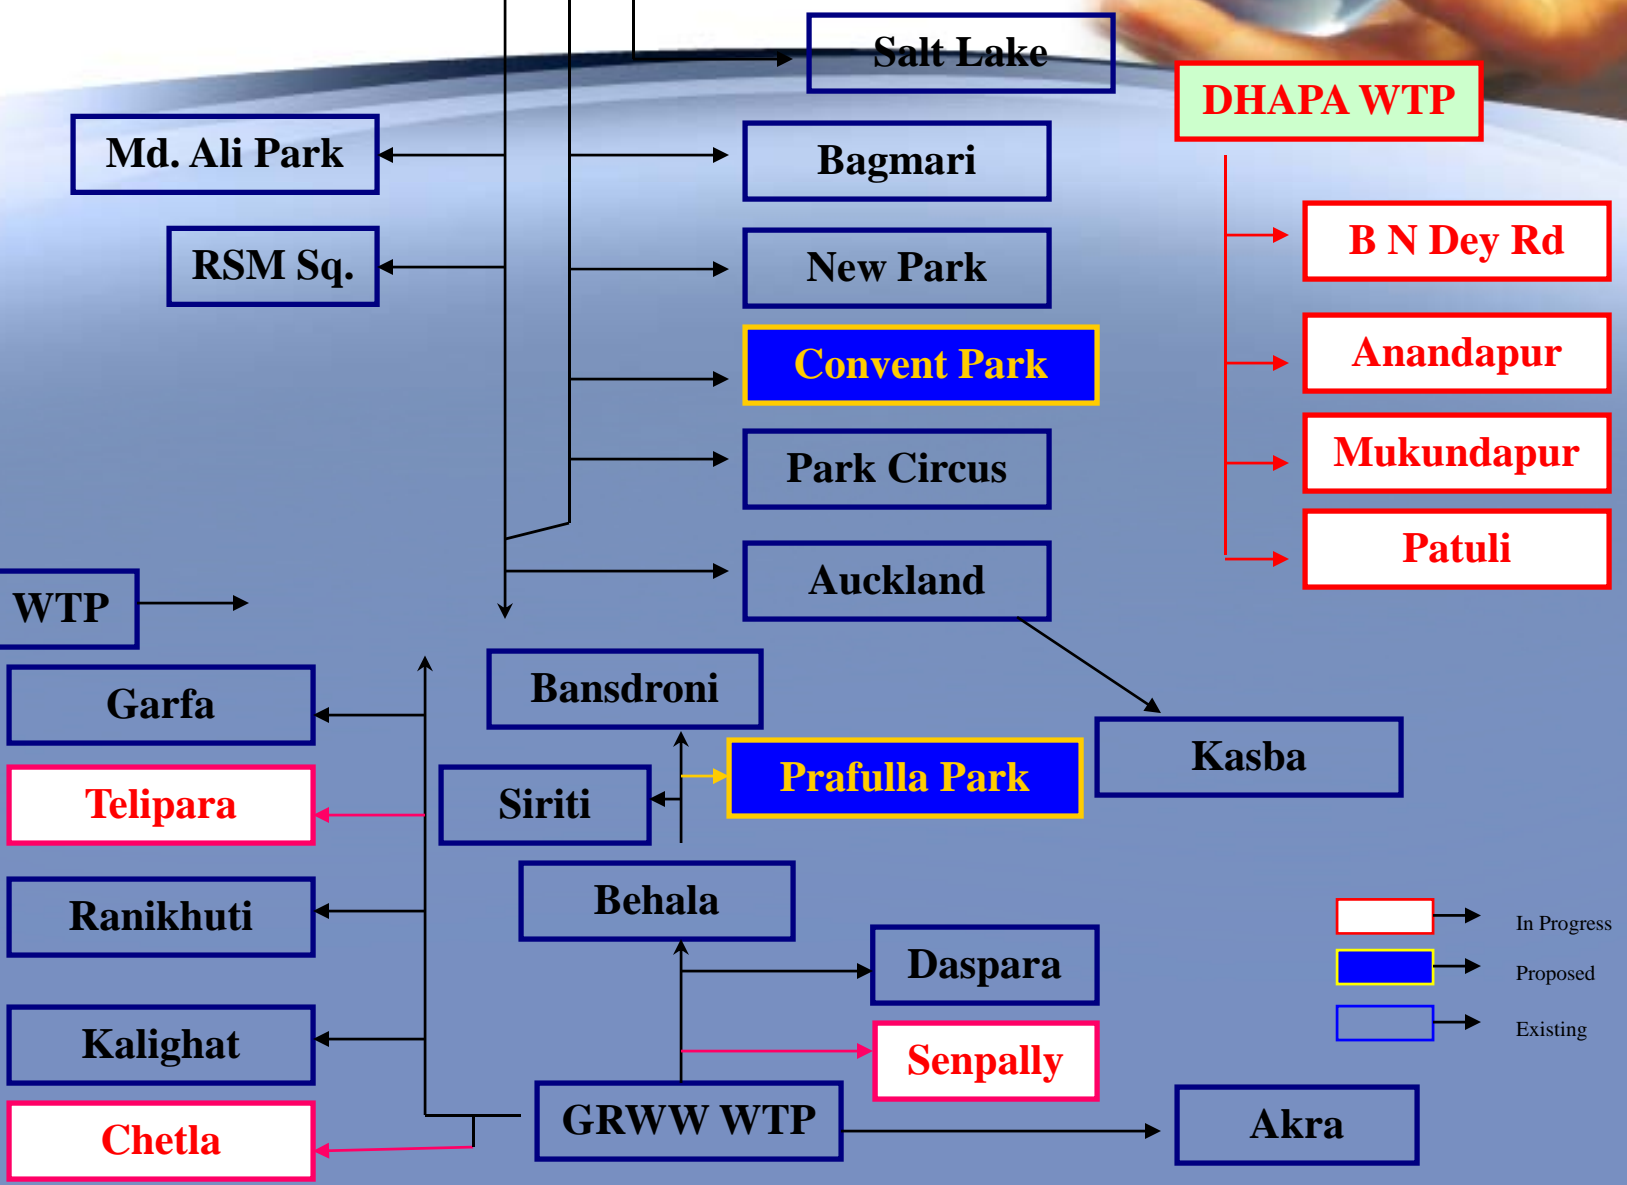 Salt Lake
DHAPA WTP
Md. Ali Park
Bagmari
B N Dey Rd
RSM Sq.
New Park
Anandapur
Convent Park
Mukundapur
Park Circus
Patuli
Auckland
WTP
Bansdroni
Garfa
Kasba
Prafulla Park
Telipara
Siriti
Behala
Ranikhuti
In Progress
Daspara
Proposed
Existing
Kalighat
Senpally
GRWW WTP
Akra
Chetla